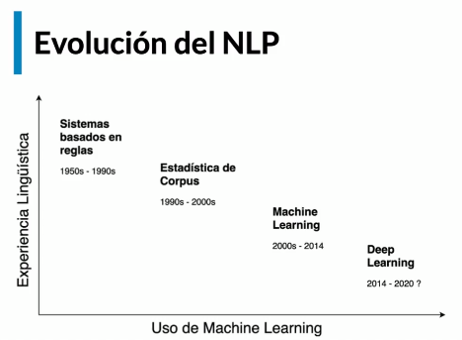 Evolución del NLP
Experiencia Lingüística
Sistemas
basados en
reglas
1950s - 1990s
Estadística de
Corpus
1990s - 2000s
Machine
Learning
2000s - 2014
Deep
Learning
2014 - 2020 ?
Uso de Machine Learning